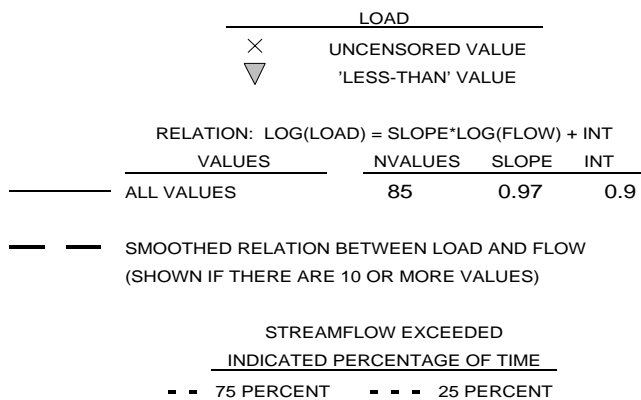 LOAD
UNCENSORED VALUE
'LESS-THAN' VALUE
RELATION: LOG(LOAD) = SLOPE*LOG(FLOW) + INT
VALUES NVALUES SLOPE INT
ALL VALUES 85 0.97 0.9
SMOOTHED RELATION BETWEEN LOAD AND FLOW
(SHOWN IF THERE ARE 10 OR MORE VALUES)
STREAMFLOW EXCEEDED
INDICATED PERCENTAGE OF TIME
75 PERCENT 25 PERCENT